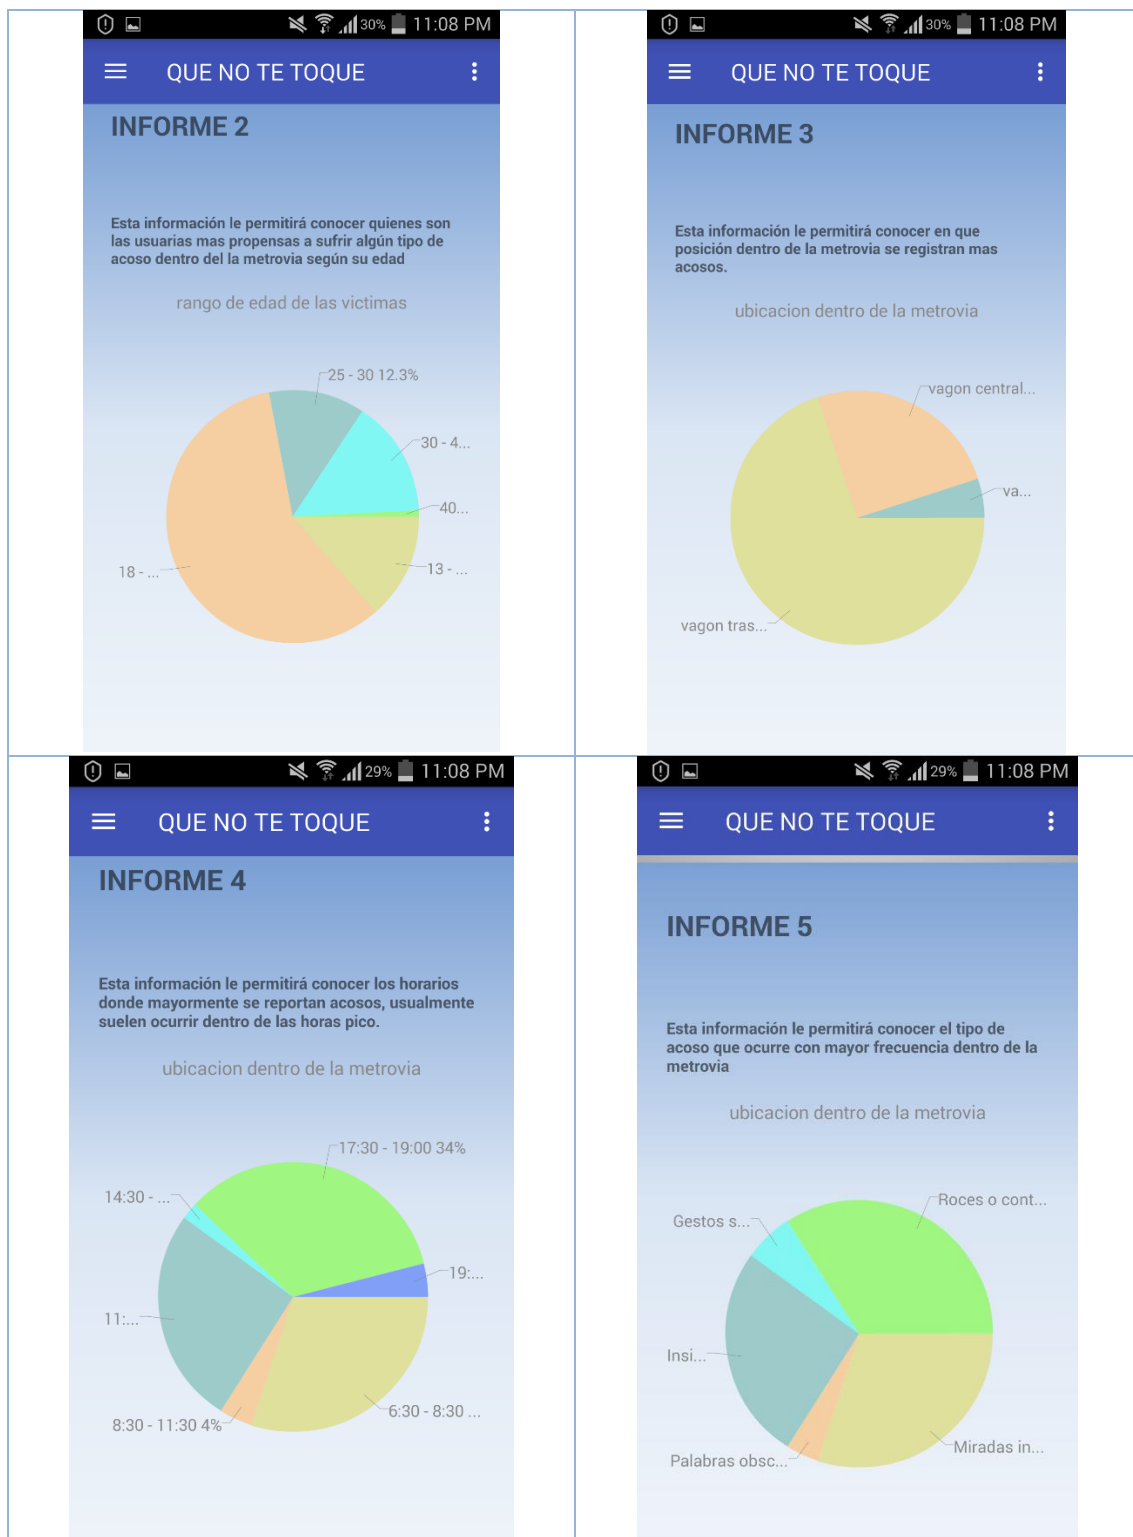 30% 11:08 PM
QUE NO TE TOQUE
INFORME 2
Esta información le permitirá conocer quienes son
las usuarias mas propensas a sufrir algún tipo de
acoso dentro del la metrovia según su edad
rango de edad de las victimas
25 - 30 12.3%
30 - 4...
40...
18 - ...
13 - ...
30% 11:08 PM
QUE NO TE TOQUE
INFORME 3
Esta información le permitirá conocer en que
posición dentro de la metrovia se registran mas
acosos.
ubicacion dentro de la metrovia
vagon central...
va...
vagon tras...
29% 11:08 PM
QUE NO TE TOQUE
INFORME 4
Esta información le permitirá conocer los horarios
donde mayormente se reportan acosos, usualmente
suelen ocurrir dentro de las horas pico.
ubicacion dentro de la metrovia
17:30 - 19:00 34%
14:30 - ...
19:...
11:...
6:30 - 8:30 ...
8:30 - 11:30 4%
29% 11:08 PM
QUE NO TE TOQUE
INFORME 5
Esta información le permitirá conocer el tipo de
acoso que ocurre con mayor frecuencia dentro de la
metrovia
ubicacion dentro de la metrovia
Roces o cont...
Gestos s...
Insi...
Miradas in...
Palabras obsc...